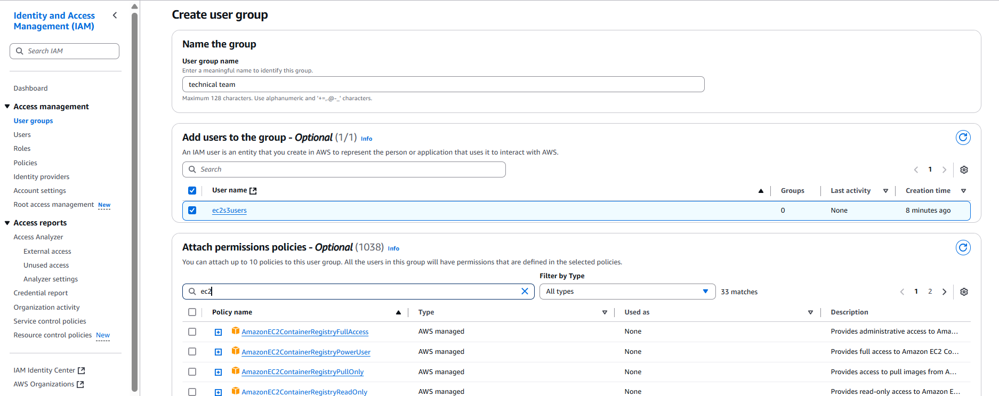 Identity and Access
Management (IAM)
Search IAM
Dashboard
Access management
User groups
Users
Roles
Policies
Identity providers
Account settings
Root access management New
Access reports
Access Analyzer
External access
Unused access
Analyzer settings
Credential report
Organization activity
Service control policies
Resource control policies New
IAM Identity Center
AWS Organizations
Create user group
Name the group
User group name
Enter a meaningful name to identify this group.
technical team
Maximum 128 characters. Use alphanumeric and '+=,.@-_' characters.
Add users to the group - Optional (1/1) Info
An IAM user is an entity that you create in AWS to represent the person or application that uses it to interact with AWS.
Search
1
User name Groups Last activity Creation time
ec2s3users 0 None 8 minutes ago
Attach permissions policies - Optional (1038) Info
You can attach up to 10 policies to this user group. All the users in this group will have permissions that are defined in the selected policies.
Filter by Type
ec2 All types 33 matches 1 2
Policy name Type Used as Description
AmazonEC2ContainerRegistryFullAccess AWS managed None Provides administrative access to Ama...
AmazonEC2ContainerRegistryPowerUser AWS managed None Provides full access to Amazon EC2 Co...
AmazonEC2ContainerRegistryPullOnly AWS managed None Provides access to pull images from A...
AmazonEC2ContainerRegistryReadOnly AWS managed None Provides read-only access to Amazon E...